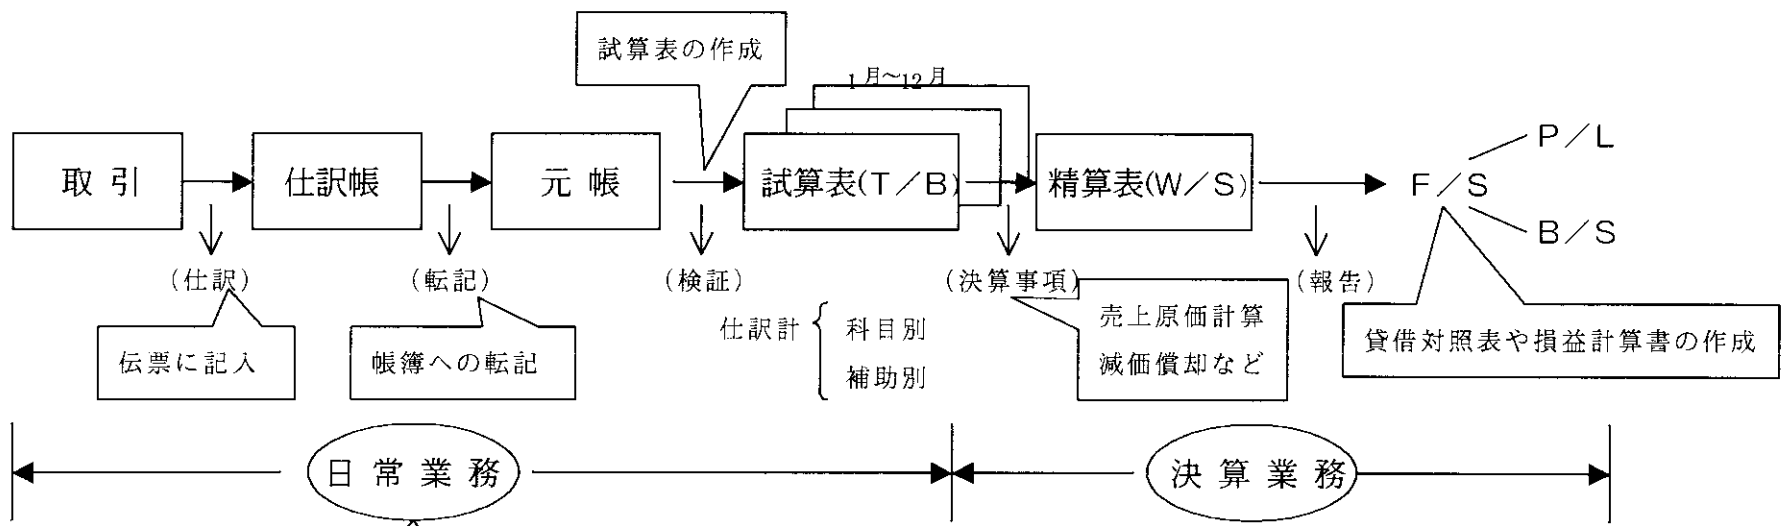 試算表の作成
1月~12月
取引
仕訳帳
元帳
試算表(T/B)
精算表(W/S)
F/S
P/L
B/S
(仕訳)
(転記)
(検証)
(決算事項)
(報告)
伝票に記入
帳簿への転記
仕訳計
科目別
補助別
売上原価計算
減価償却など
貸借対照表や損益計算書の作成
日常業務
決算業務